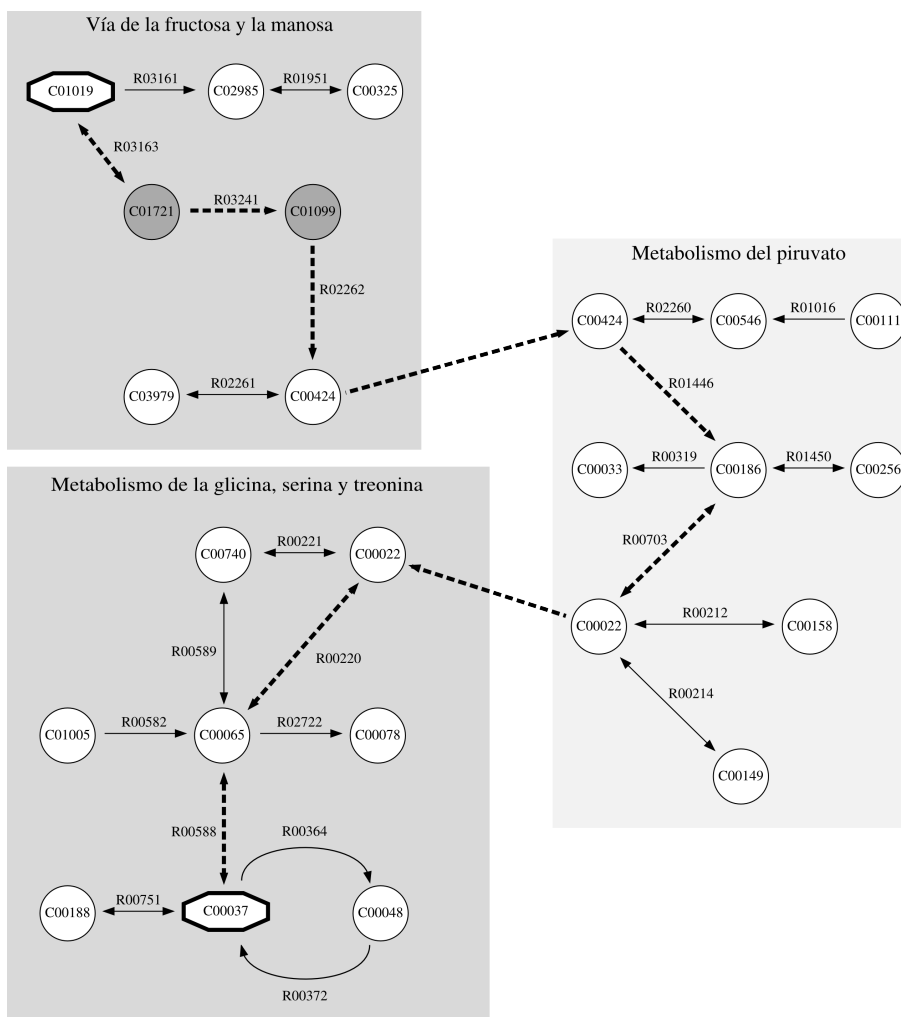 Vía de la fructosa y la manosa
C01019
R03161
C02985
R01951
C00325
R03163
C01721
R03241
C01099
R02262
C03979
R02261
C00424
Metabolismo del piruvato
C00424
R02260
C00546
R01016
C00111
R01446
C00033
R00319
C00186
R01450
C00256
R00703
C00022
R00212
C00158
R00214
C00149
Metabolismo de la glicina, serina y treonina
C00740
R00221
C00022
R00589
R00220
C01005
R00582
C00065
R02722
C00078
R00588
R00364
C00188
R00751
C00037
C00048
R00372